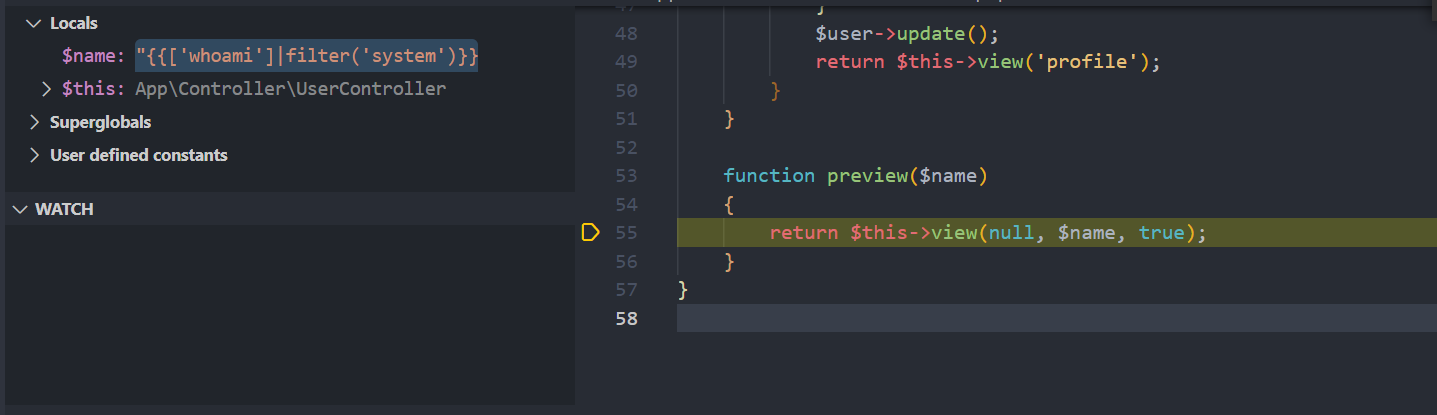 Locals
$name: "{{['whoami']|filter('system')}}
$this: App\Controller\UserController
Superglobals
User defined constants
WATCH
48 $user->update();
49 return $this->view('profile');
50 }
51 }
52
53 function preview($name)
54 {
55 return $this->view(null, $name, true);
56 }
57 }
58